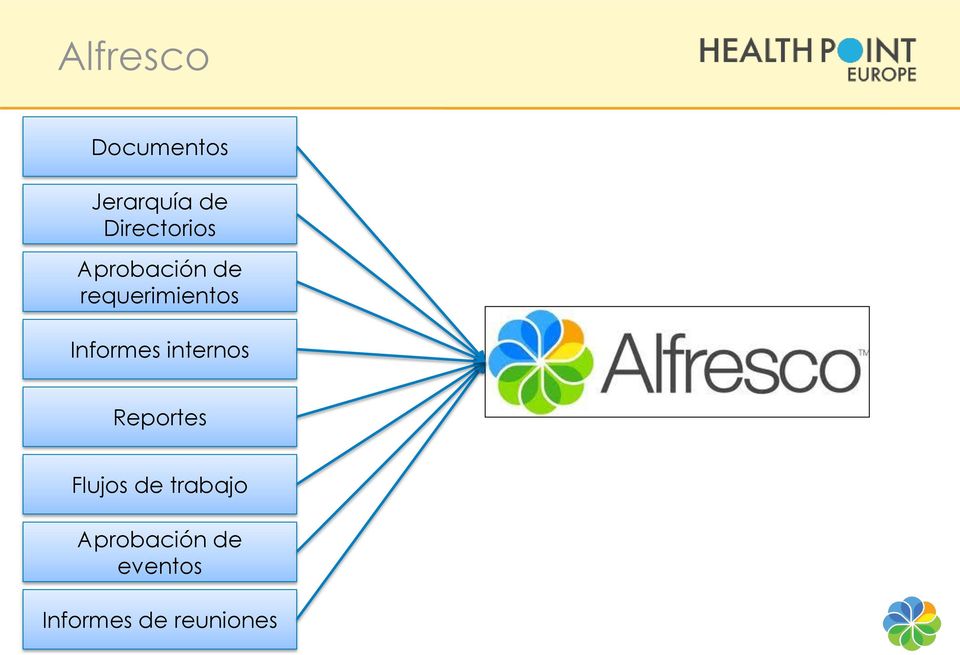 Alfresco
HEALTH POINT
EUROPE
Documentos
Jerarquía de
Directorios
Aprobación de
requerimientos
Informes internos
Reportes
Flujos de trabajo
Aprobación de
eventos
Informes de reuniones
Alfresco™